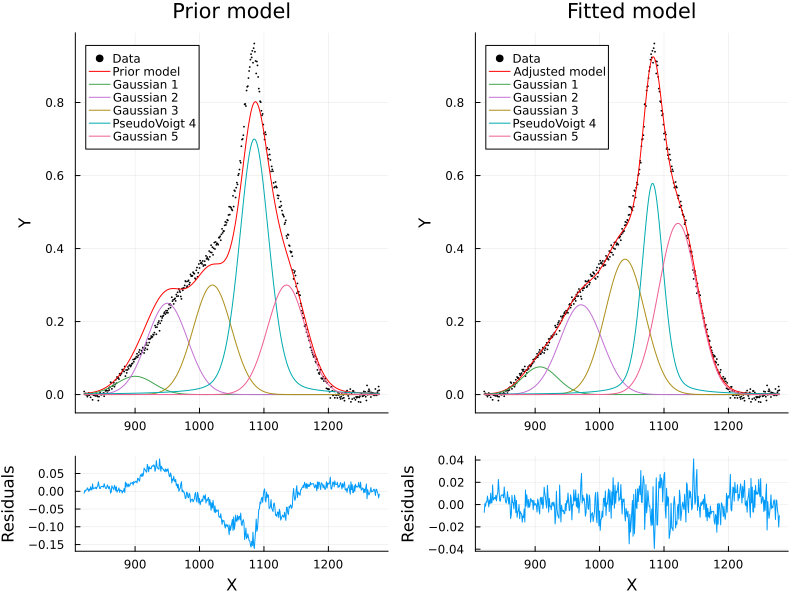 Prior model
Fitted model
Data
Prior model
Gaussian 1
Gaussian 2
Gaussian 3
PseudoVoigt 4
Gaussian 5
Y
0.8
0.6
0.4
0.2
0.0
900 1000 1100 1200
Data
Adjusted model
Gaussian 1
Gaussian 2
Gaussian 3
PseudoVoigt 4
Gaussian 5
Y
0.8
0.6
0.4
0.2
0.0
900 1000 1100 1200
Residuals
0.05
0.00
−0.05
−0.10
−0.15
900 1000 1100 1200
X
Residuals
0.04
0.02
0.00
−0.02
−0.04
900 1000 1100 1200
X